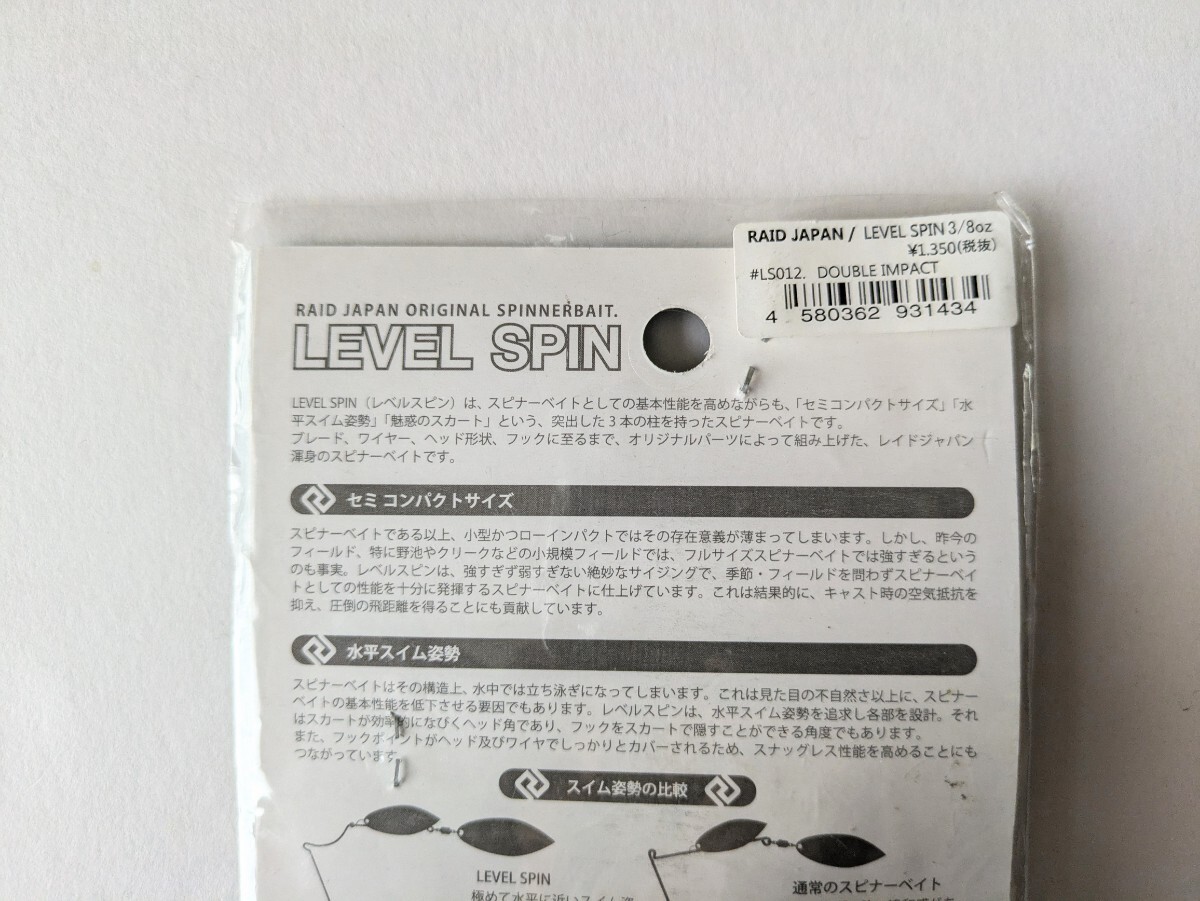 RAID JAPAN / LEVEL SPIN 3/8oz
¥1.350(税抜)
#LS012. DOUBLE IMPACT
4 580362 931434
RAID JAPAN ORIGINAL SPINNERBAIT.
LEVEL SPIN
LEVEL SPIN（レベルスピン）は、スピナーベイトとしての基本性能を高めながらも、「セミコンパクトサイズ」「水
平スイム姿勢」「魅惑のスカート」という、突出した3本の柱を持ったスピナーベイトです。
ブレード、ワイヤー、ヘッド形状、フックに至るまで、オリジナルパーツによって組み上げた、レイドジャパン
渾身のスピナーベイトです。
セミコンパクトサイズ
スピナーベイトである以上、小型かつローインパクトではその存在意義が薄まってしまいます。しかし、昨今の
フィールド、特に野池やクリークなどの小規模フィールドでは、フルサイズスピナーベイトでは強すぎるという
のも事実。レベルスピンは、強すぎず弱すぎない絶妙なサイジングで、季節・フィールドを問わずスピナーベイ
トとしての性能を十分に発揮するスピナーベイトに仕上げています。これは結果的に、キャスト時の空気抵抗を
抑え、圧倒の飛距離を得ることにも貢献しています。
水平スイム姿勢
スピナーベイトはその構造上、水中では立ち泳ぎになってしまいます。これは見た目の不自然さ以上に、スピナー
ベイトの基本性能を低下させる要因でもあります。レベルスピンは、水平スイム姿勢を追求し各部を設計。それ
はスカートが効率的になびくヘッド角であり、フックをスカートで隠すことができる角度でもあります。
また、フックポイントがヘッド及びワイヤでしっかりとカバーされるため、スナッグレス性能を高めることにも
つながっています。
スイム姿勢の比較
LEVEL SPIN
極めて水平に近いスイム姿
通常のスピナーベイト